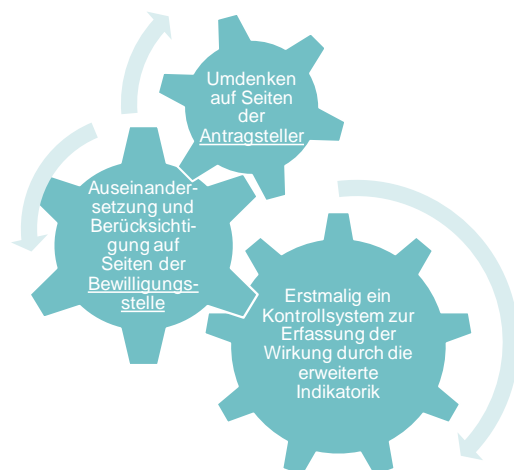 Umdenken
auf Seiten
der
Antragsteller
Auseinander-
setzung und
Berücksichti-
gung auf
Seiten der
Bewilligungs-
stelle
Erstmalig ein
Kontrollsystem zur
Erfassung der
Wirkung durch die
erweiterte
Indikatorik